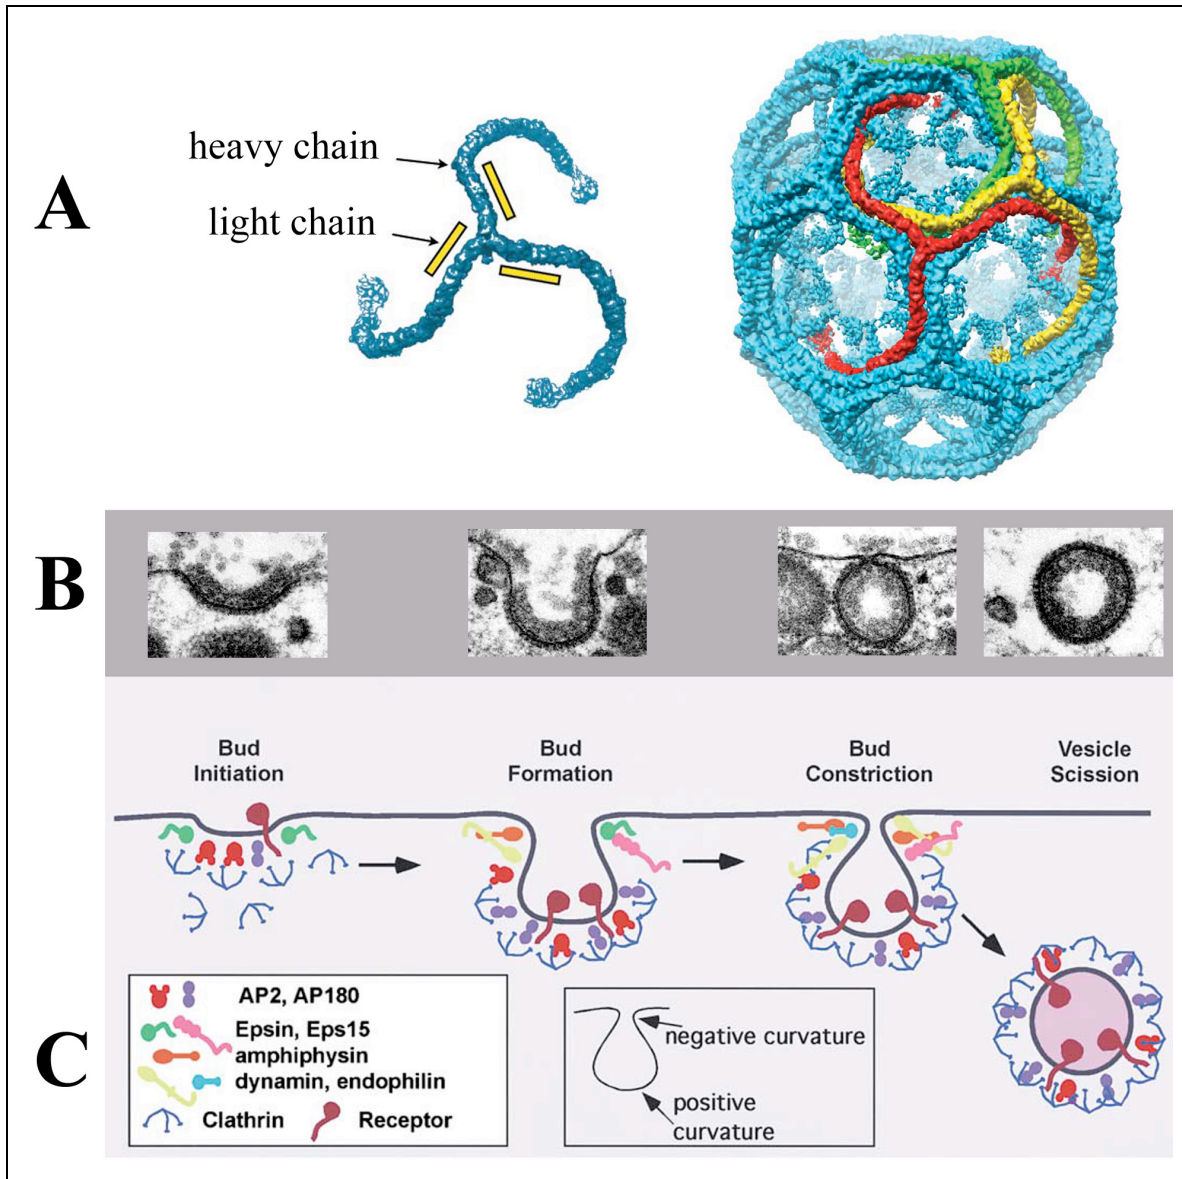 A
heavy chain
light chain
B
Bud
Initiation
Bud
Formation
Bud
Constriction
Vesicle
Scission
C
AP2, AP180
Epsin, Eps15
amphiphysin
dynamin, endophilin
Clathrin
Receptor
negative curvature
positive
curvature